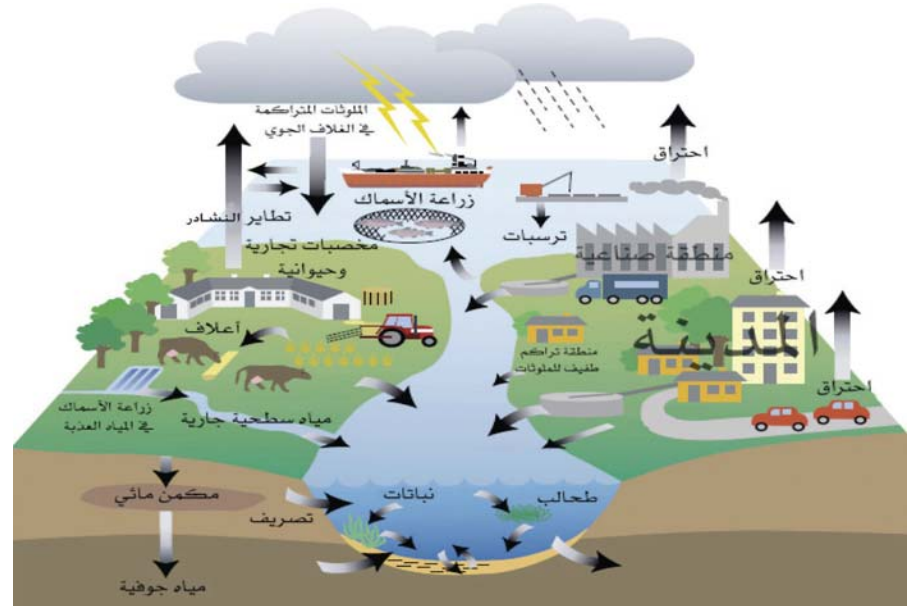 الملوثات المتراكمة
في الغلاف الجوي
احتراق
زراعة الأسماك
تطاير النشادر
ترسبات
مخصبات تجارية
وحيوانية
منطقة صناعية
احتراق
أعلاف
المدينة
منطقة تراكم
طفيف للملوثات
احتراق
زراعة الأسماك
في المياه العذبة
مياه سطحية جارية
مكمن مائي
نباتات
طحالب
تصريف
مياه جوفية